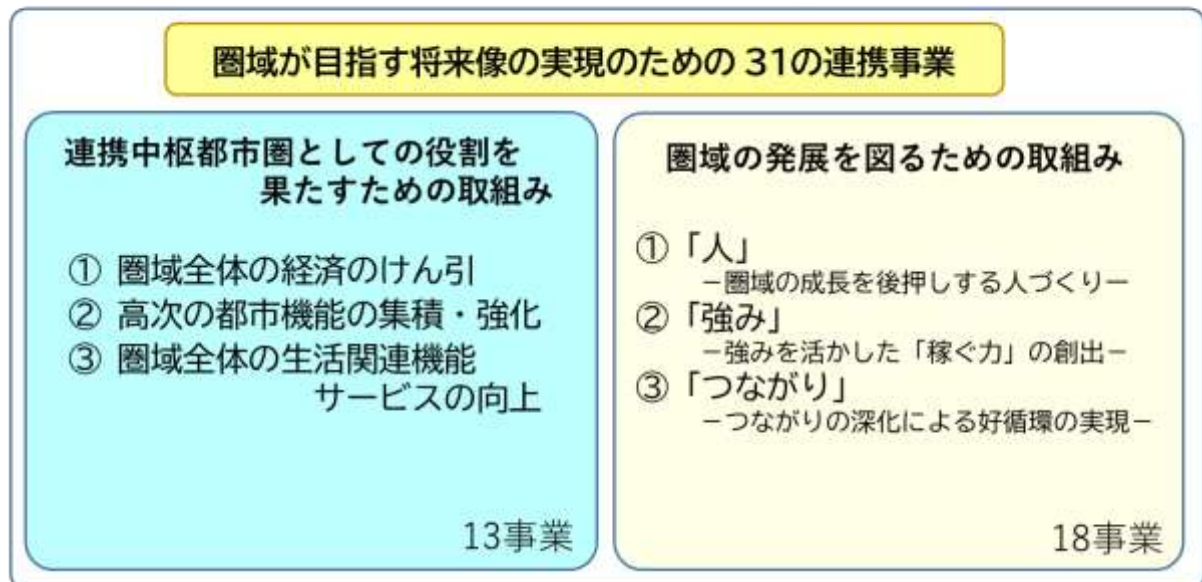 圏域が目指す将来像の実現のための 31の連携事業
連携中枢都市圏としての役割を
果たすための取組み
① 圏域全体の経済のけん引
② 高次の都市機能の集積・強化
③ 圏域全体の生活関連機能
サービスの向上
13事業
圏域の発展を図るための取組み
①「人」
－圏域の成長を後押しする人づくりー
②「強み」
－強みを活かした「稼ぐ力」の創出－
③「つながり」
－つながりの深化による好循環の実現－
18事業